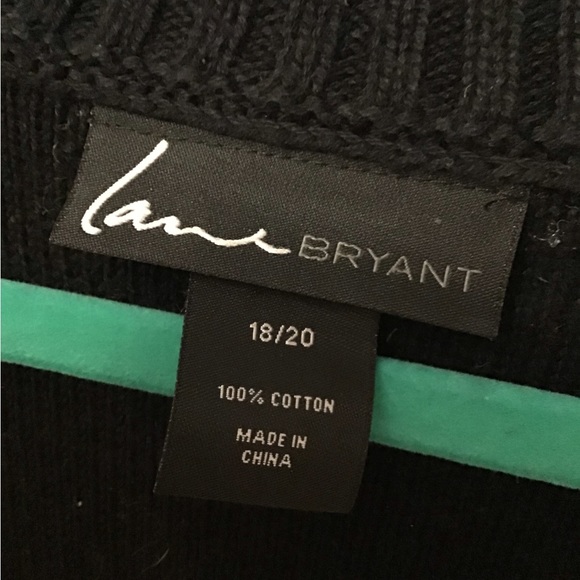 Lane BRYANT
18/20
100% COTTON
MADE IN
CHINA